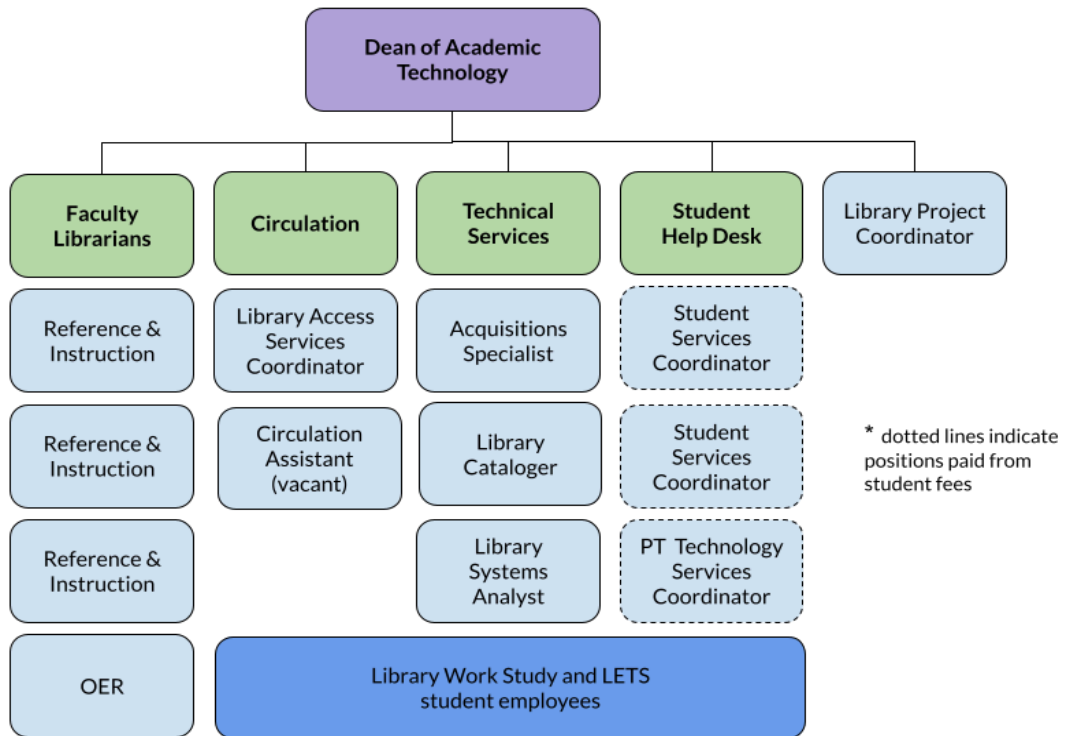 Dean of Academic
Technology
Faculty
Librarians
Circulation
Technical
Services
Student
Help Desk
Library Project
Coordinator
Reference &
Instruction
Library Access
Services
Coordinator
Acquisitions
Specialist
Student
Services
Coordinator
Reference &
Instruction
Circulation
Assistant
(vacant)
Library
Cataloger
Student
Services
Coordinator
* dotted lines indicate
positions paid from
student fees
Reference &
Instruction
Library
Systems
Analyst
PT Technology
Services
Coordinator
OER
Library Work Study and LETS
student employees